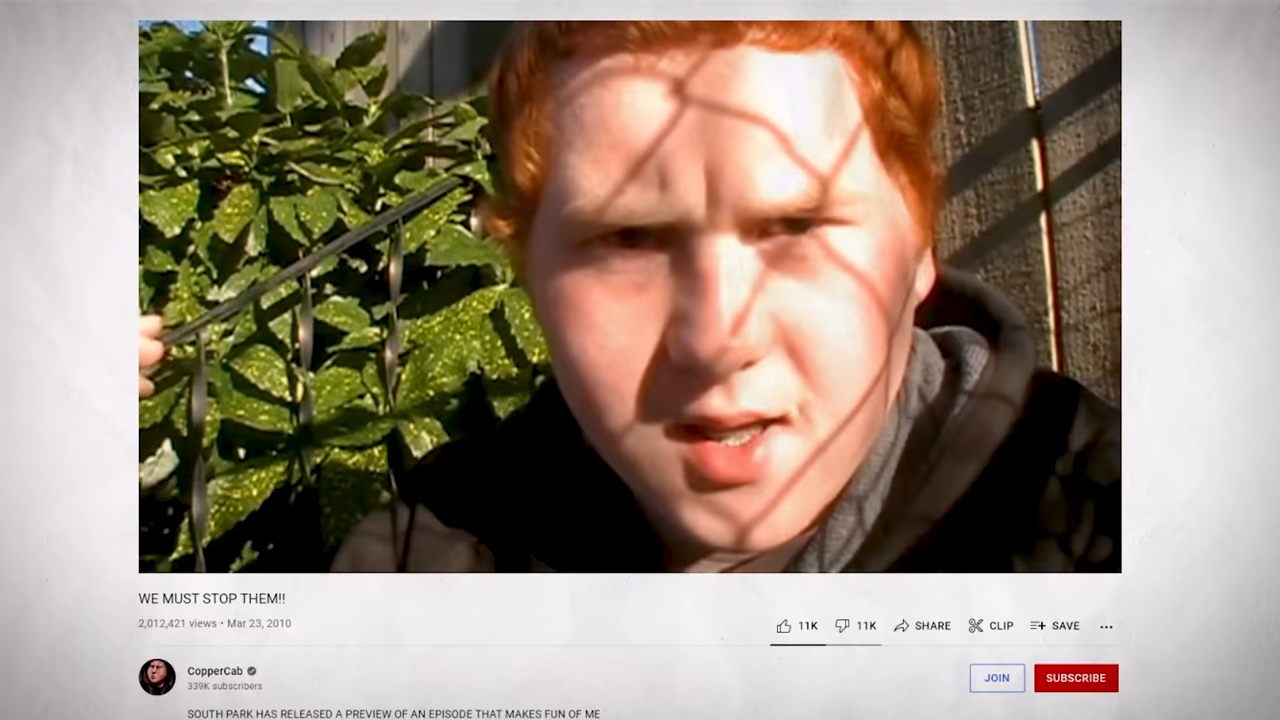 WE MUST STOP THEM!!
2,012,421 views • Mar 23, 2010
11K 11K SHARE CLIP SAVE
CopperCab
339K subscribers
JOIN SUBSCRIBE
SOUTH PARK HAS RELEASED A PREVIEW OF AN EPISODE THAT MAKES FUN OF ME